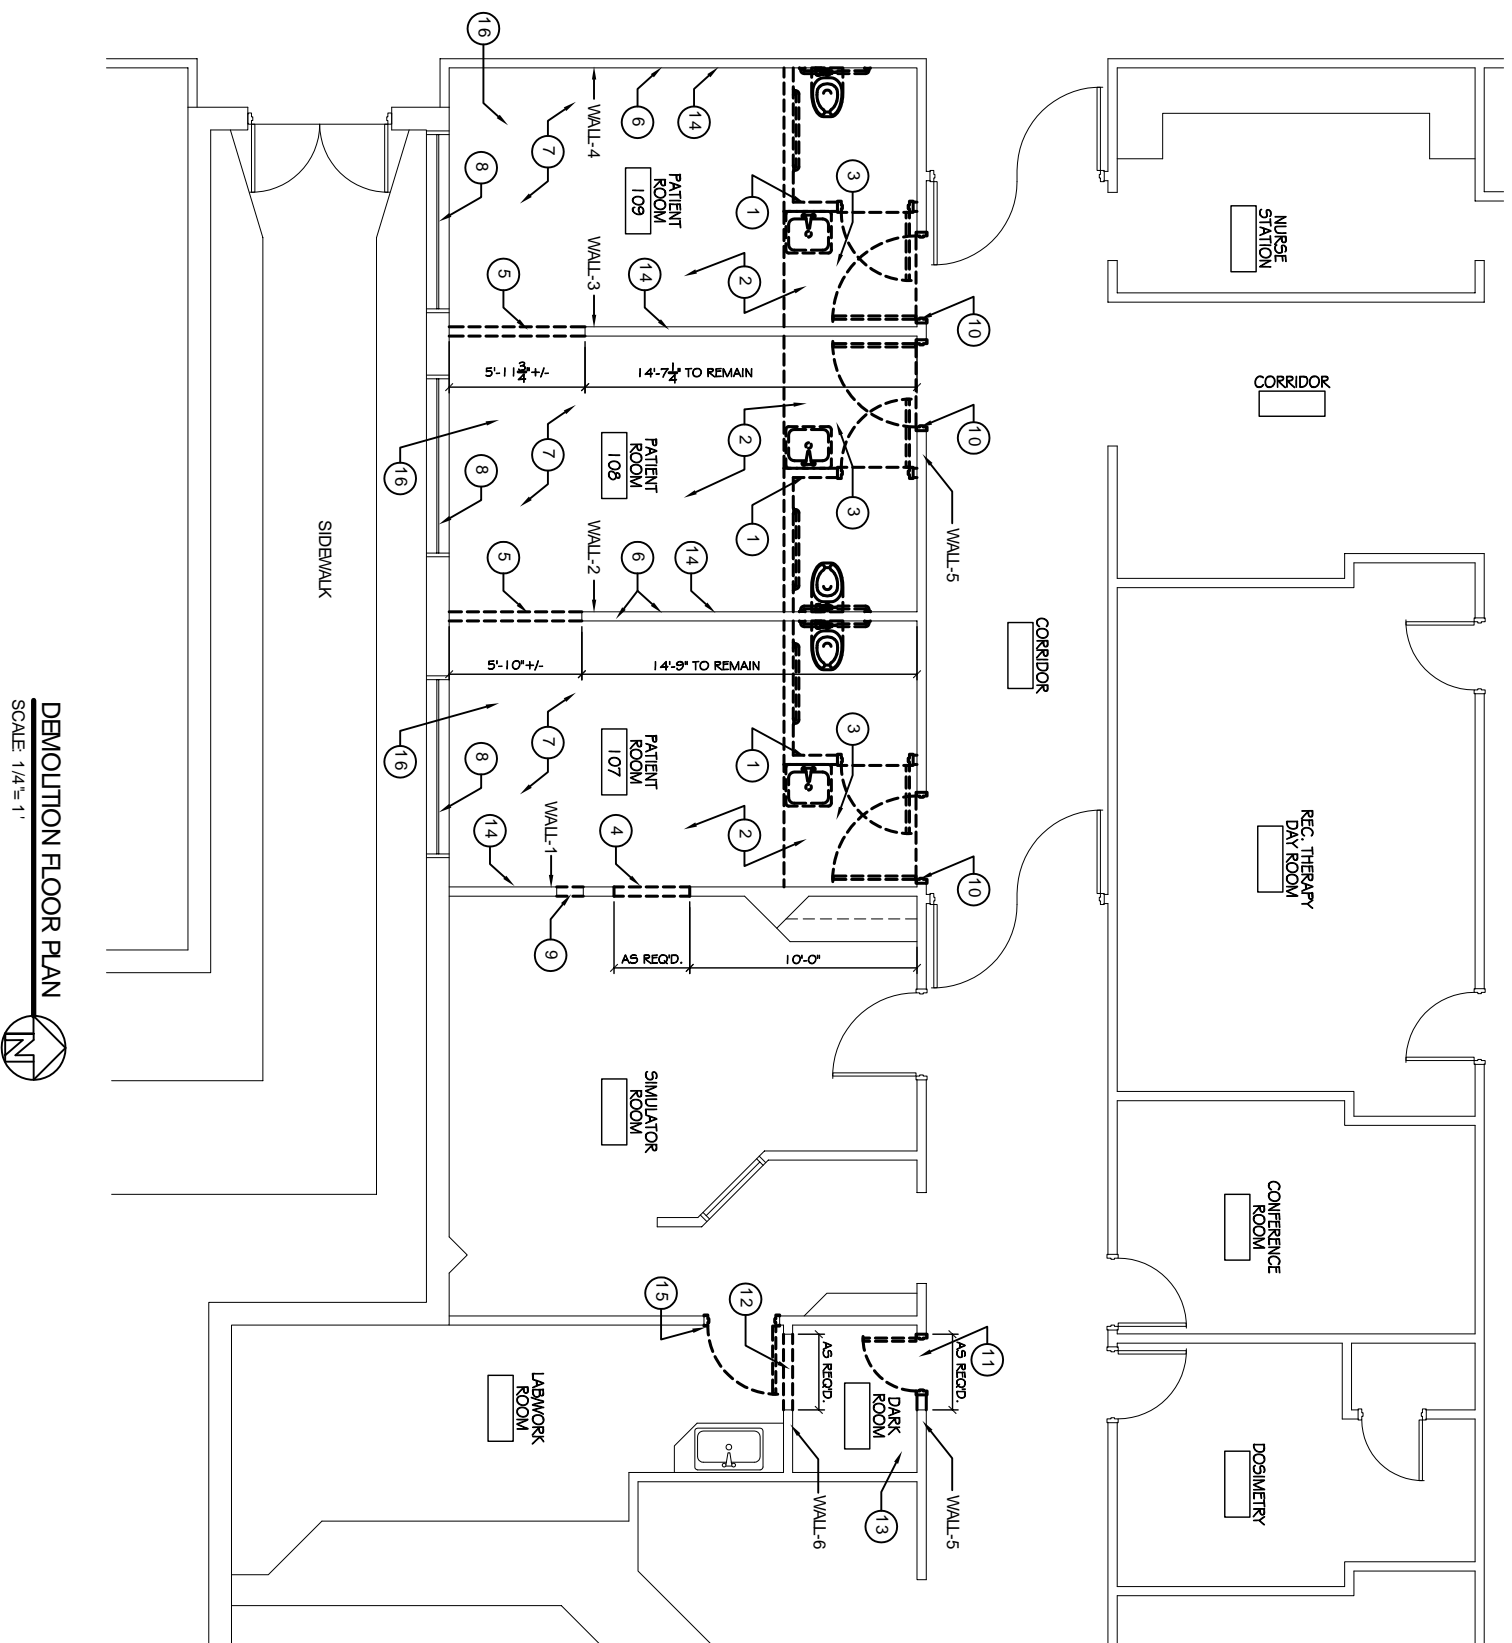 NURSE
STATION
CORRIDOR
REC. THERAPY
DAY ROOM
CONFERENCE
ROOM
DOSIMETRY
CORRIDOR
10
10
10
11
WALL-5
AS REQ'D.
WALL-5
3
3
3
DARK
ROOM
13
AS REQ'D.
WALL-6
1
2
2
1
1
2
12
14'-7 1/4" TO REMAIN
14'-9" TO REMAIN
10'-0"
14
14
14
PATIENT
ROOM
109
PATIENT
ROOM
108
PATIENT
ROOM
107
SIMULATOR
ROOM
15
6
6
4
AS REQ'D.
WALL-4
WALL-3
WALL-2
WALL-1
7
7
7
9
LAB/WORK
ROOM
5
5
5'-11 3/4" +/-
5'-10" +/-
16
8
8
8
14
16
16
SIDEWALK
DEMOLITION FLOOR PLAN
SCALE: 1/4"= 1'
N